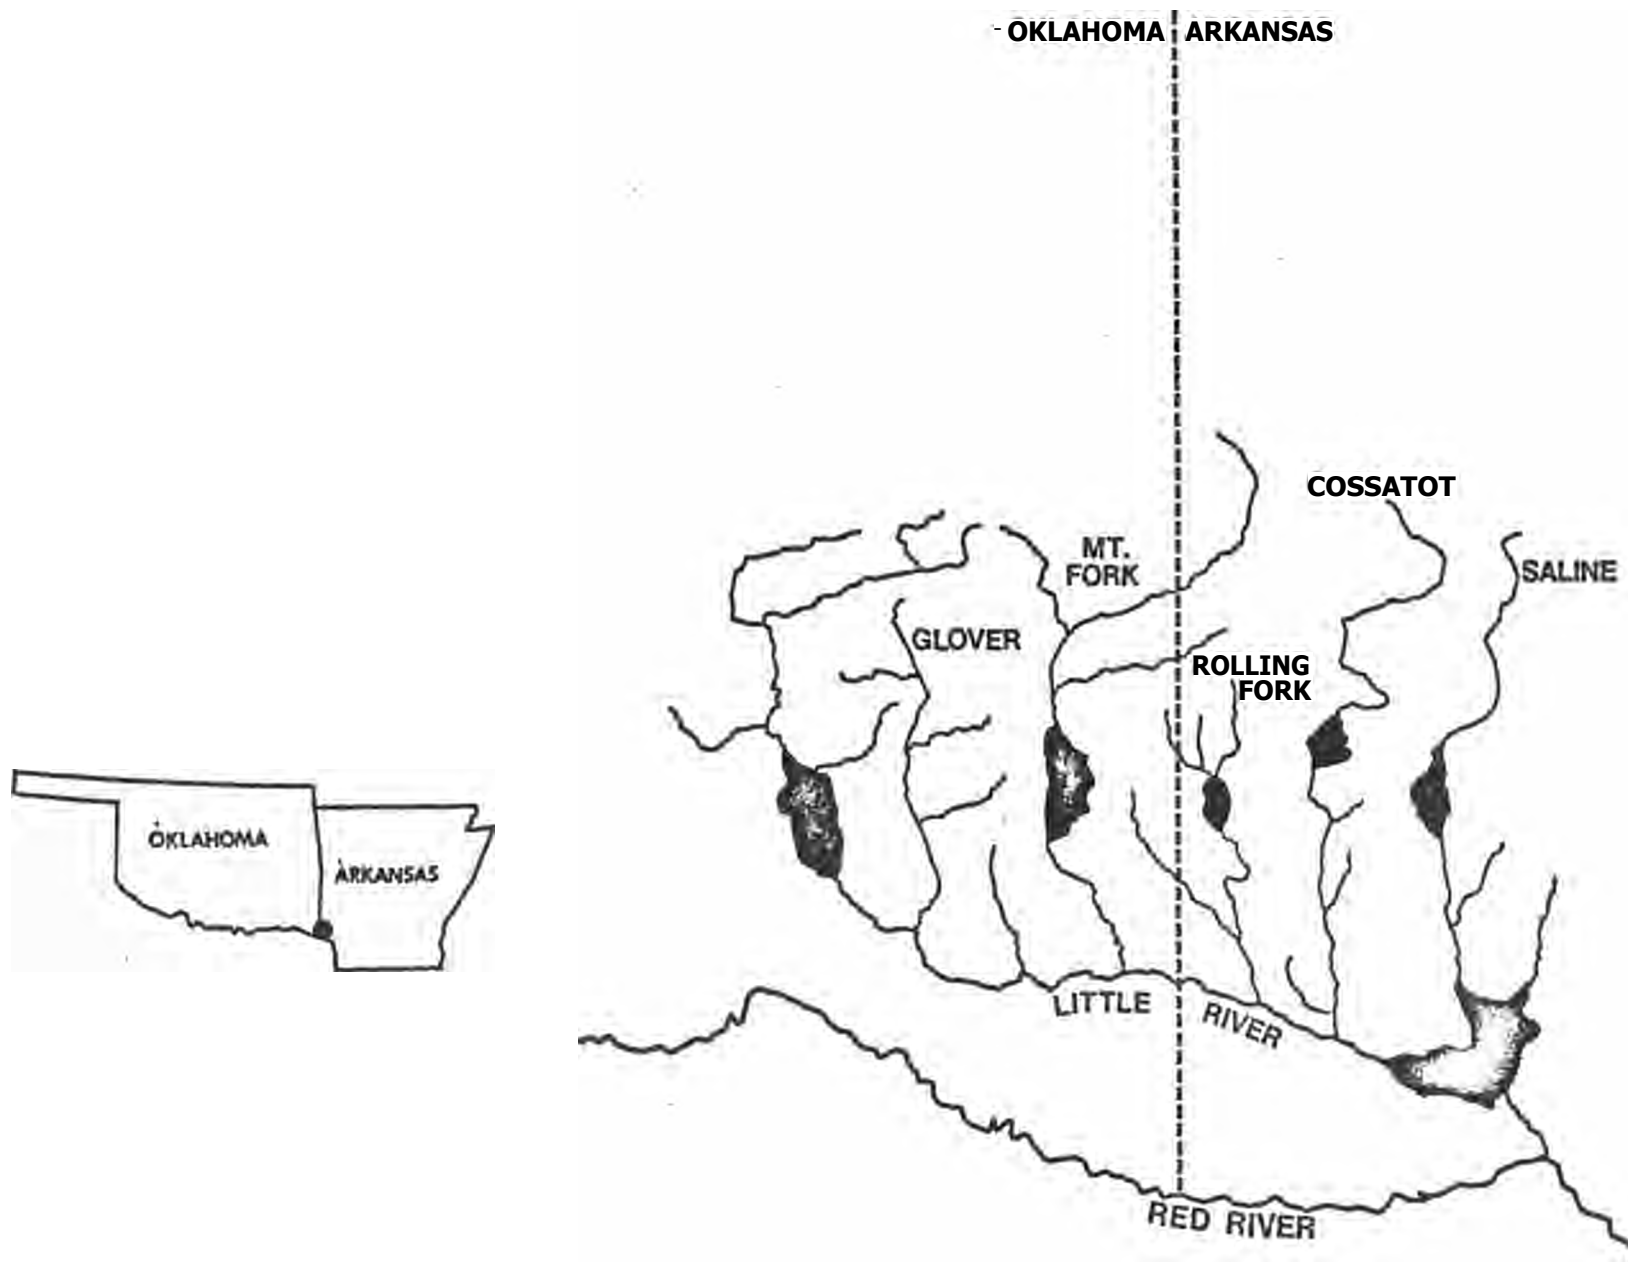 OKLAHOMA ARKANSAS
COSSATOT
MT.
FORK
SALINE
GLOVER
ROLLING
FORK
OKLAHOMA
ARKANSAS
LITTLE RIVER
RED RIVER